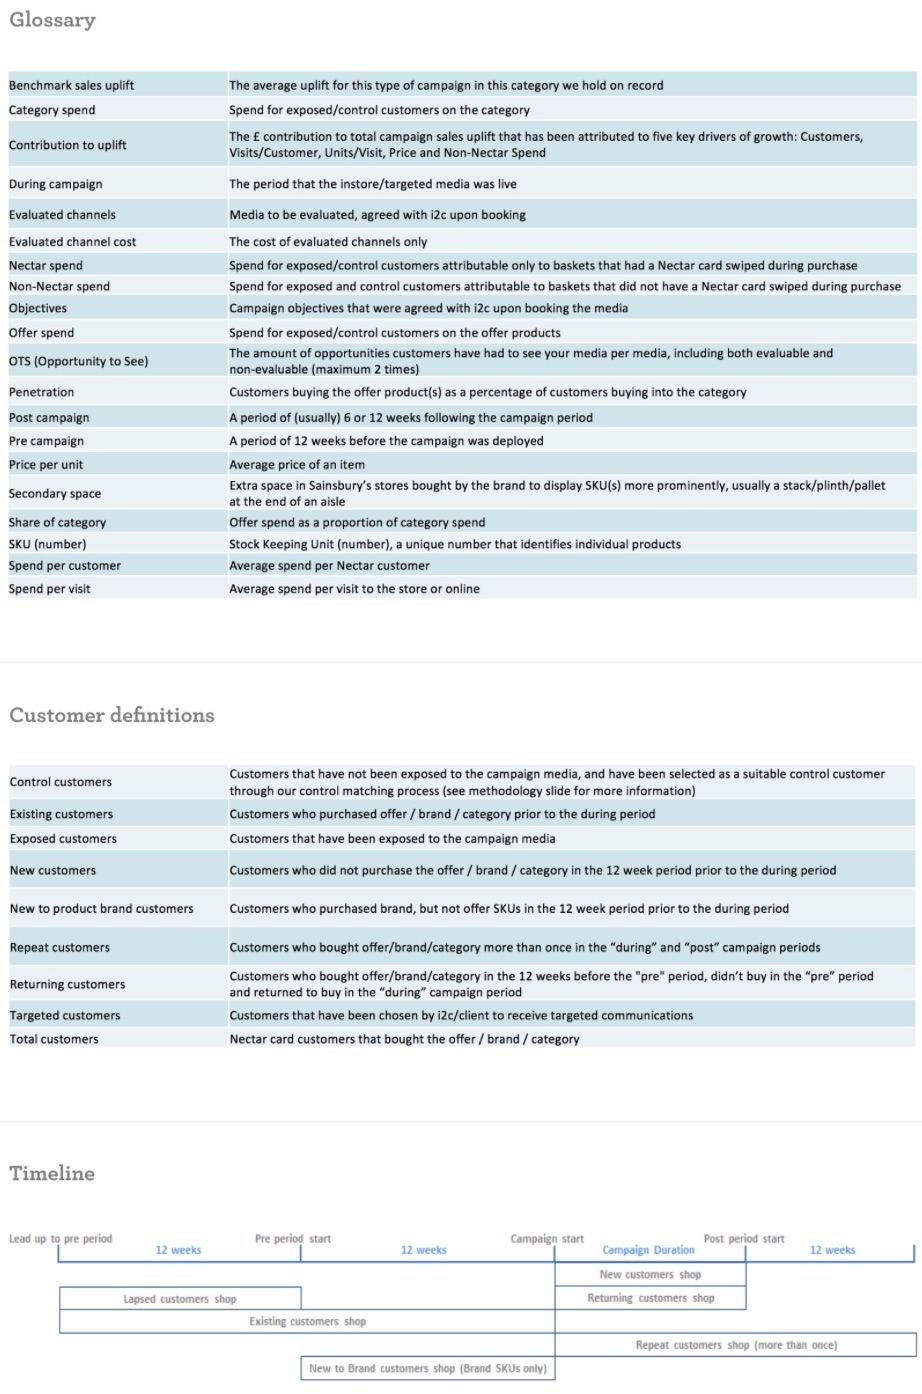 Glossary
Benchmark sales uplift The average uplift for this type of campaign in this category we hold on record
Category spend Spend for exposed/control customers on the category
Contribution to uplift The £ contribution to total campaign sales uplift that has been attributed to five key drivers of growth: Customers,
Visits/Customer, Units/Visit, Price and Non-Nectar Spend
During campaign The period that the instore/targeted media was live
Evaluated channels Media to be evaluated, agreed with i2c upon booking
Evaluated channel cost The cost of evaluated channels only
Nectar spend Spend for exposed/control customers attributable only to baskets that had a Nectar card swiped during purchase
Non-Nectar spend Spend for exposed and control customers attributable to baskets that did not have a Nectar card swiped during purchase
Objectives Campaign objectives that were agreed with i2c upon booking the media
Offer spend Spend for exposed/control customers on the offer products
OTS (Opportunity to See) The amount of opportunities customers have had to see your media per media, including both evaluable and
non-evaluable (maximum 2 times)
Penetration Customers buying the offer product(s) as a percentage of customers buying into the category
Post campaign A period of (usually) 6 or 12 weeks following the campaign period
Pre campaign A period of 12 weeks before the campaign was deployed
Price per unit Average price of an item
Secondary space Extra space in Sainsbury's stores bought by the brand to display SKU(s) more prominently, usually a stack/plinth/pallet
at the end of an aisle
Share of category Offer spend as a proportion of category spend
SKU (number) Stock Keeping Unit (number), a unique number that identifies individual products
Spend per customer Average spend per Nectar customer
Spend per visit Average spend per visit to the store or online
Customer definitions
Control customers Customers that have not been exposed to the campaign media, and have been selected as a suitable control customer
through our control matching process (see methodology slide for more information)
Existing customers Customers who purchased offer / brand / category prior to the during period
Exposed customers Customers that have been exposed to the campaign media
New customers Customers who did not purchase the offer / brand / category in the 12 week period prior to the during period
New to product brand customers Customers who purchased brand, but not offer SKUs in the 12 week period prior to the during period
Repeat customers Customers who bought offer/brand/category more than once in the “during” and “post” campaign periods
Returning customers Customers who bought offer/brand/category in the 12 weeks before the "pre" period, didn’t buy in the “pre” period
and returned to buy in the “during” campaign period
Targeted customers Customers that have been chosen by i2c/client to receive targeted communications
Total customers Nectar card customers that bought the offer / brand / category
Timeline
Lead up to pre period Pre period start Campaign start Post period start
12 weeks 12 weeks Campaign Duration 12 weeks
New customers shop
Lapsed customers shop Returning customers shop
Existing customers shop
Repeat customers shop (more than once)
New to Brand customers shop (Brand SKUs only)